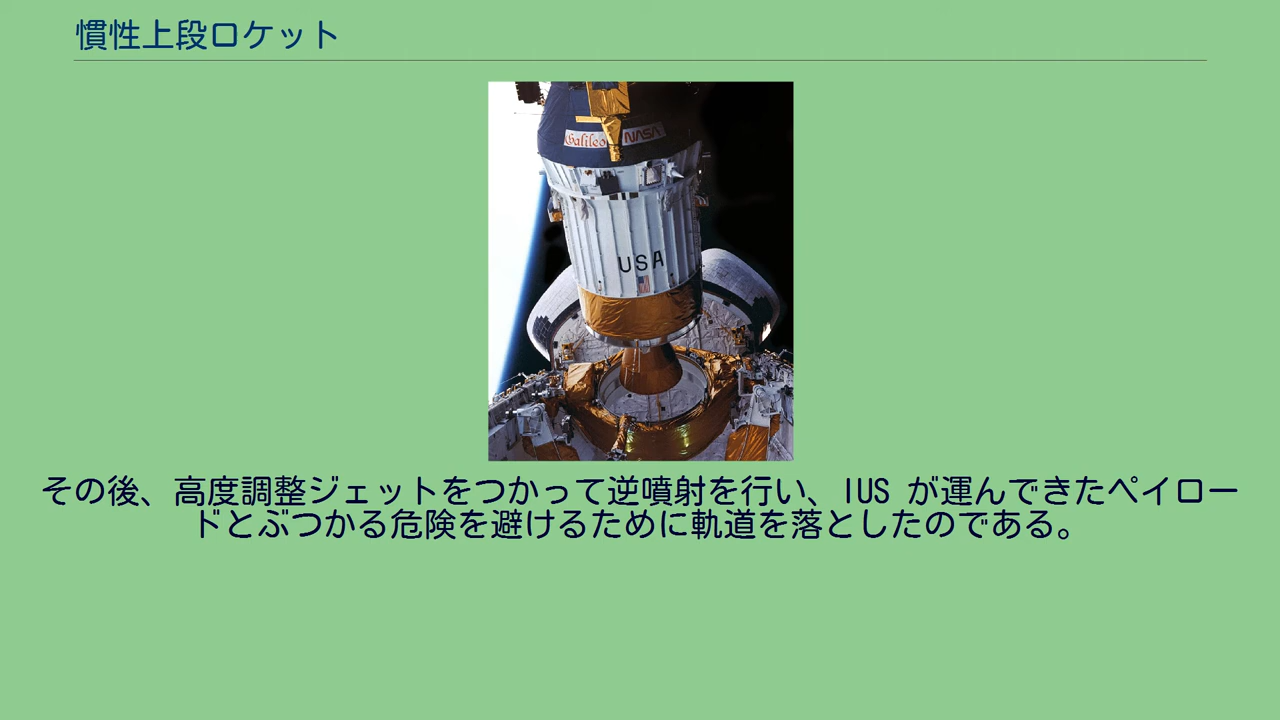 慣性上段ロケット
Galileo NASA
USA
その後、高度調整ジェットをつかって逆噴射を行い、IUS が運んできたペイロー
ドとぶつかる危険を避けるために軌道を落としたのである。